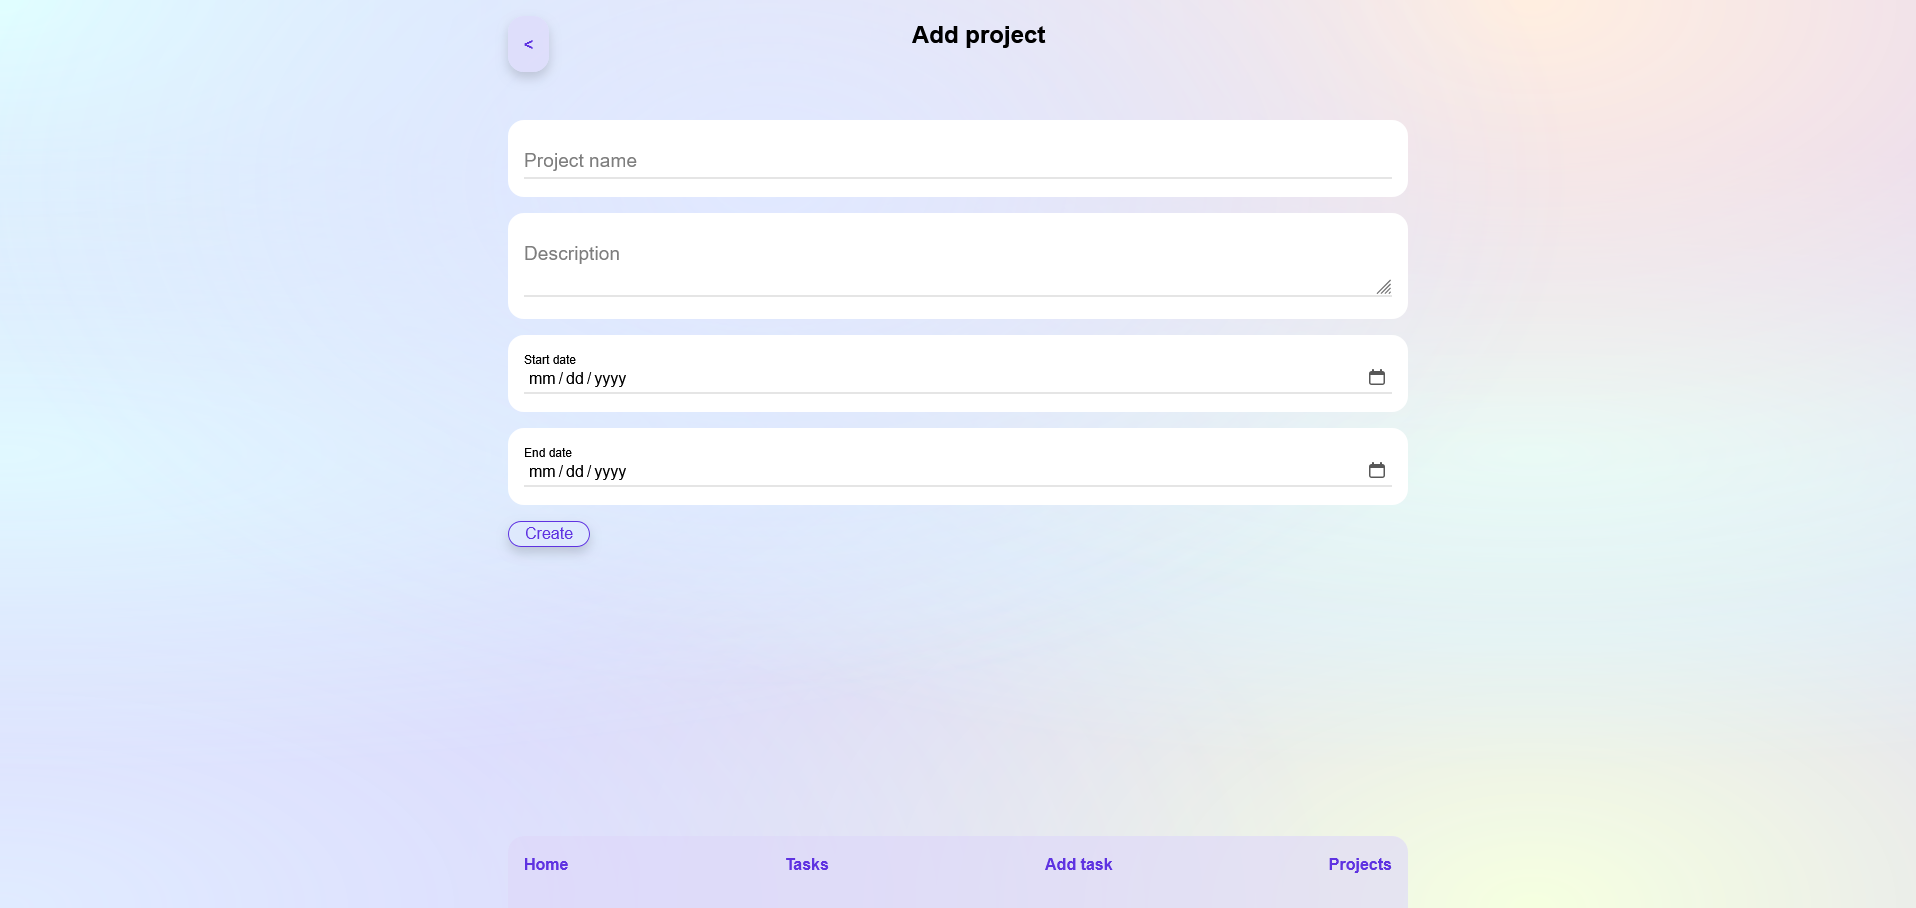 <
Add project
Project name
Description
Start date
mm/dd/yyyy
End date
mm/dd/yyyy
Create
Home Tasks Add task Projects